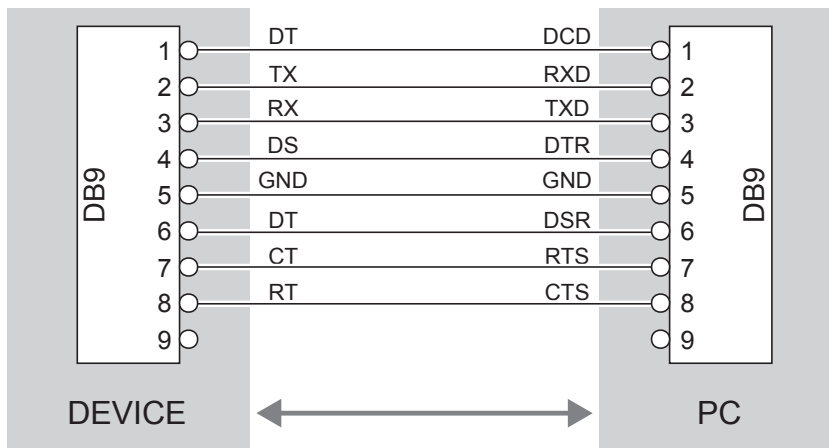 1 DT DCD 1
2 TX RXD 2
3 RX TXD 3
4 DS DTR 4
5 GND GND 5
6 DT DSR 6
7 CT RTS 7
8 RT CTS 8
9 9
DB9 DB9
DEVICE PC